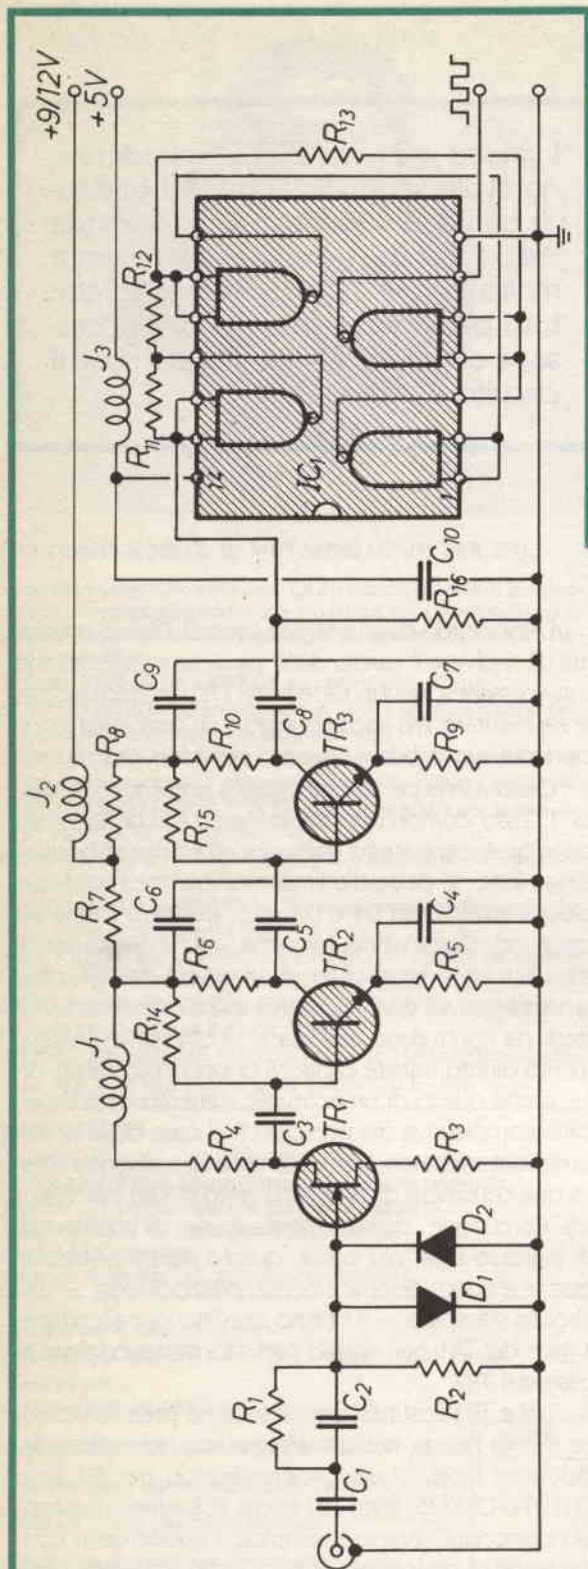 +9/12V
+5V
J1
J2
J3
R7
R8
R4
R14
R6
C6
R15
R10
C9
R11
R12
R13
14
IC1
1
R1
C1
C2
C3
TR1
C5
TR2
C8
TR3
R2
D1
D2
R3
R5
C4
R9
C7
R16
C10